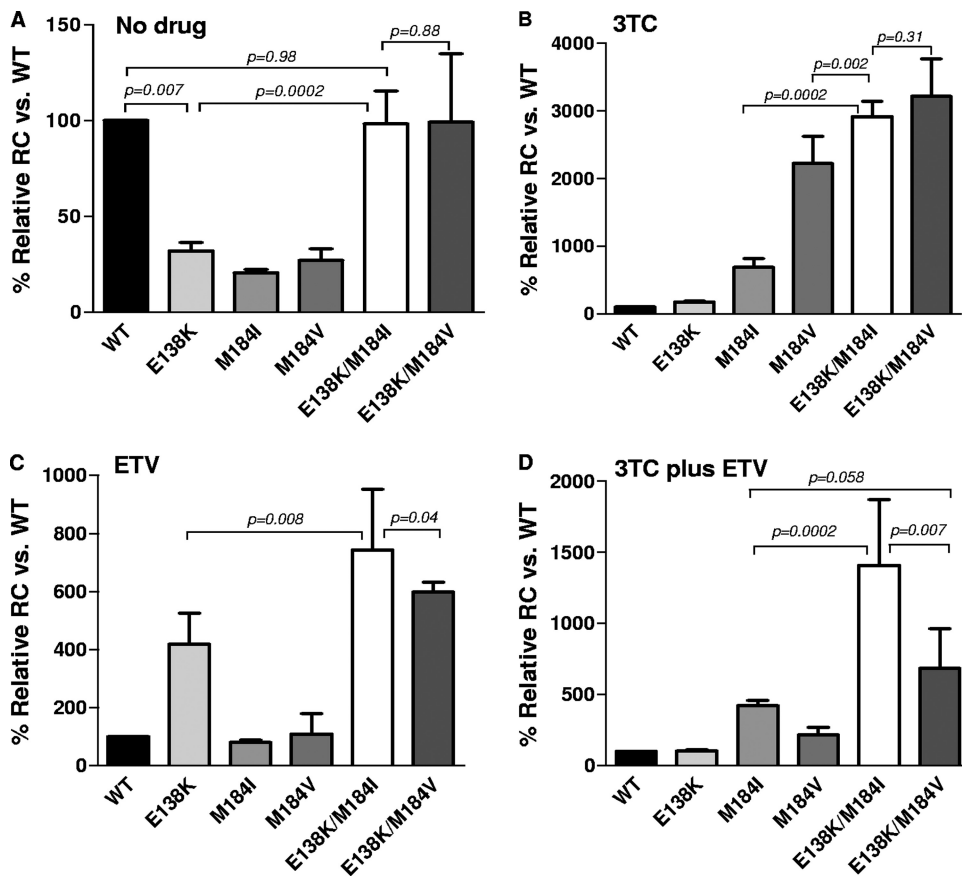 A
No drug
% Relative RC vs. WT
150
100
50
0
p=0.88
p=0.98
p=0.007
p=0.0002
WT
E138K
M184I
M184V
E138K/M184I
E138K/M184V
B
3TC
% Relative RC vs. WT
4000
3000
2000
1000
0
p=0.31
p=0.002
p=0.0002
WT
E138K
M184I
M184V
E138K/M184I
E138K/M184V
C
ETV
% Relative RC vs. WT
1000
800
600
400
200
0
p=0.008
p=0.04
WT
E138K
M184I
M184V
E138K/M184I
E138K/M184V
D
3TC plus ETV
% Relative RC vs. WT
2000
1500
1000
500
0
p=0.058
p=0.0002
p=0.007
WT
E138K
M184I
M184V
E138K/M184I
E138K/M184V